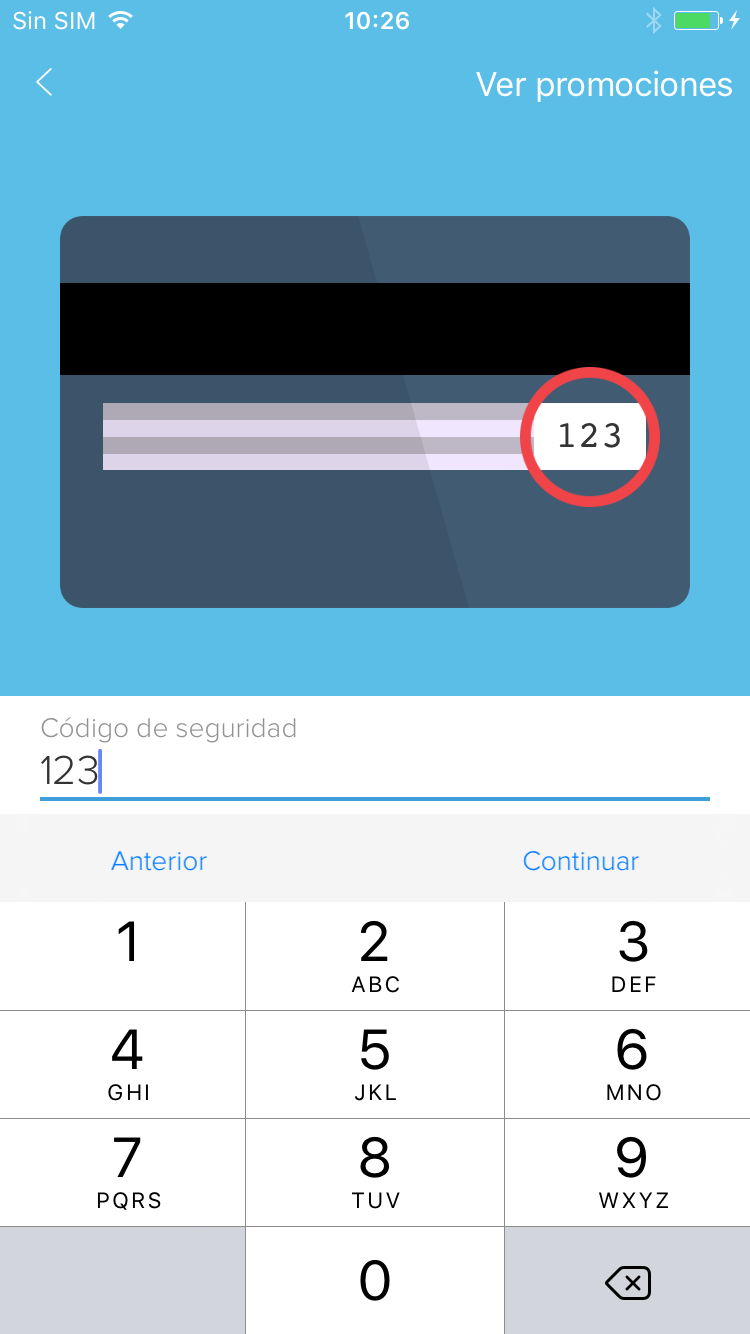 Sin SIM 10:26
Ver promociones
123
Código de seguridad
123
Anterior Continuar
1 2 3
ABC DEF
4 5 6
GHI JKL MNO
7 8 9
PQRS TUV WXYZ
0